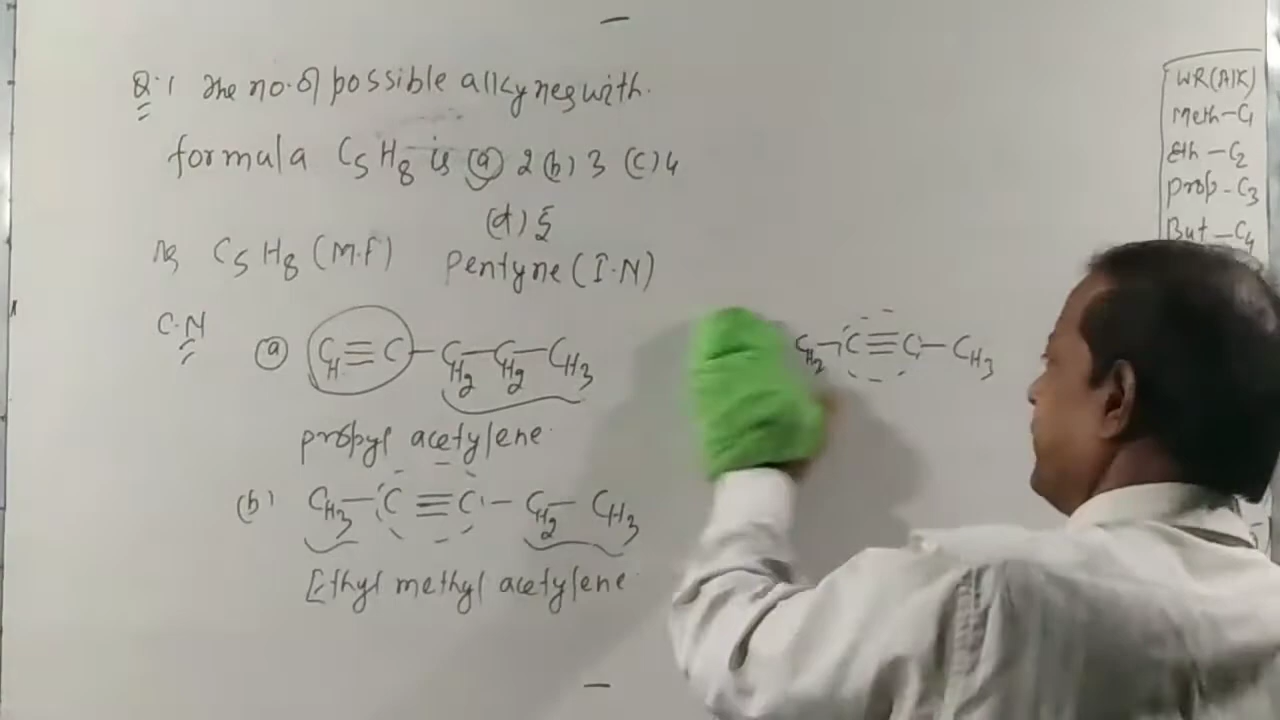 Q.1 The no. of possible alkynes with
formula C5H8 is (a) 2 (b) 3 (c) 4
(d) 5
C5H8 (M.F) Pentyne (I.N)
C.N
(a) CH≡C-CH2-CH2-CH3
propyl acetylene
(b) CH3-C≡C-CH2-CH3
Ethyl methyl acetylene
CH2-C≡C-CH3
WR(Alk)
Meth-C1
Eth-C2
Prop-C3
But-C4